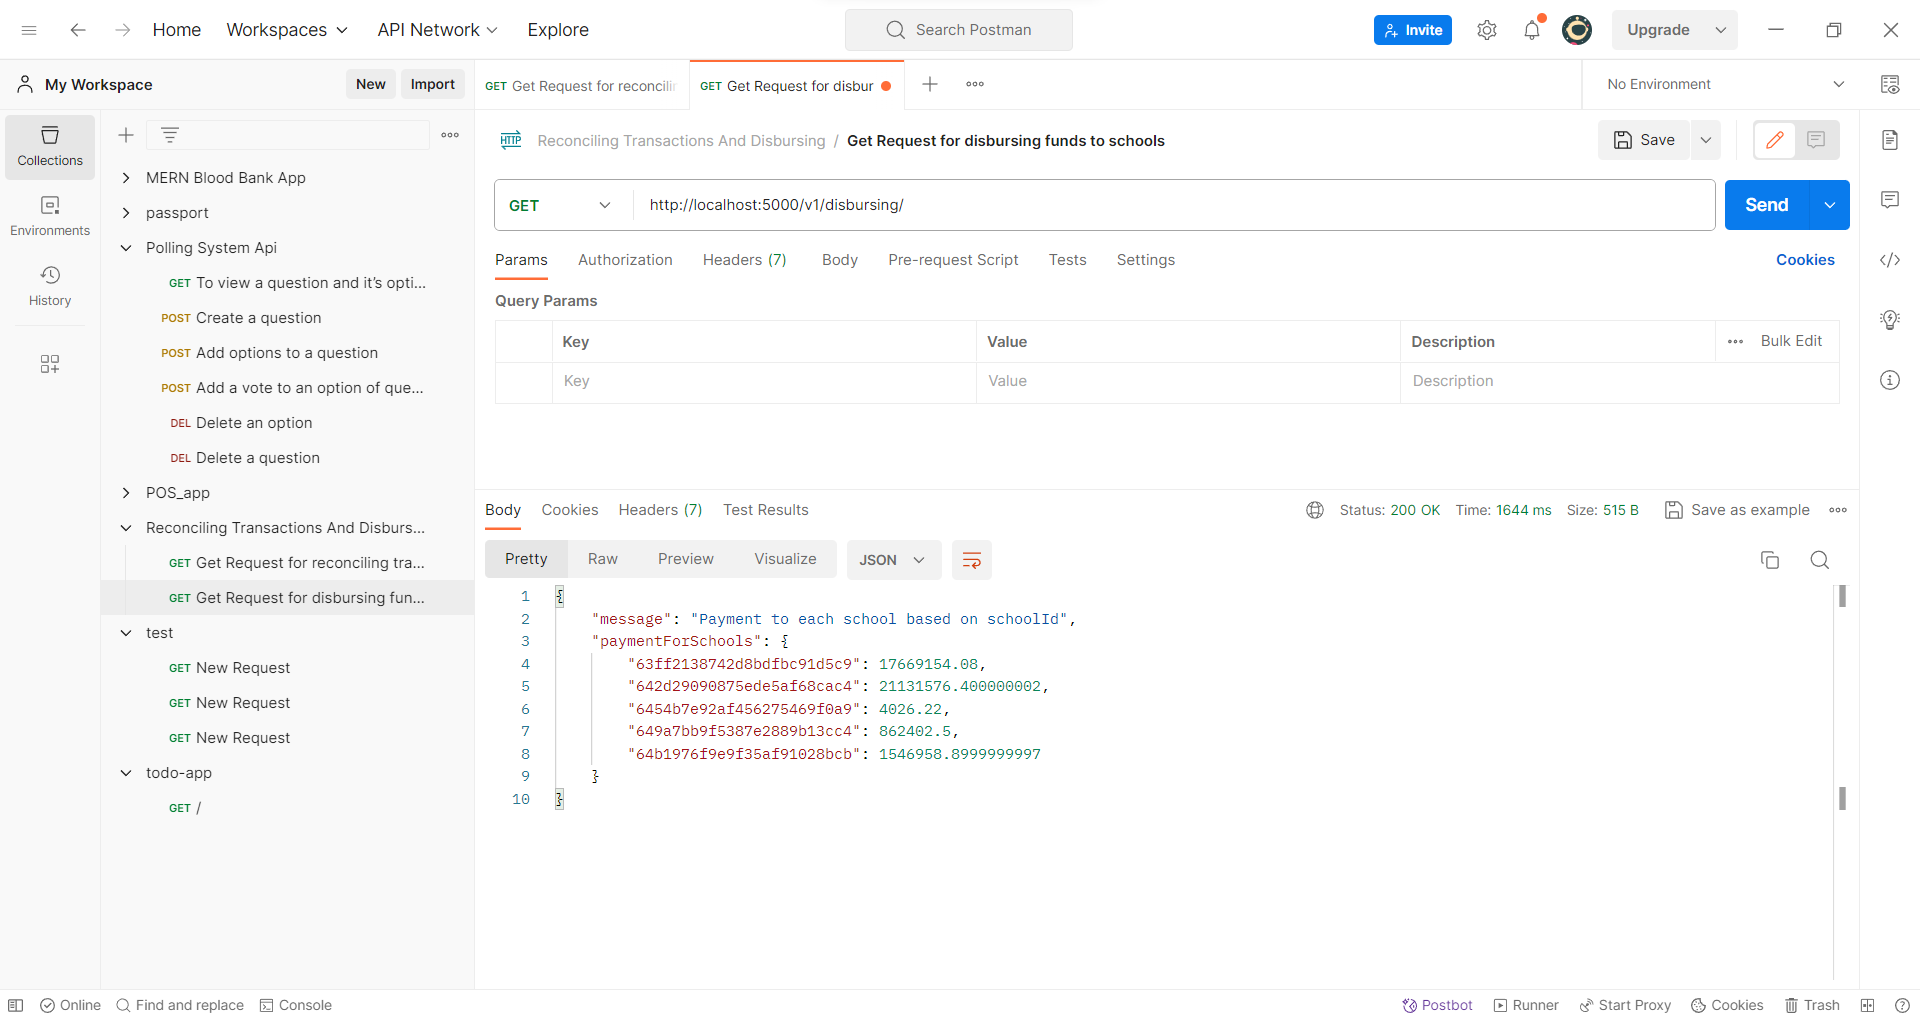 Home Workspaces API Network Explore Search Postman Invite Upgrade
My Workspace New Import GET Get Request for reconcili GET Get Request for disbur No Environment
HTTP Reconciling Transactions And Disbursing / Get Request for disbursing funds to schools Save
GET http://localhost:5000/v1/disbursing/ Send
Params Authorization Headers (7) Body Pre-request Script Tests Settings Cookies
Query Params
Key Value Description Bulk Edit
Key Value Description
Collections
Environments
History
MERN Blood Bank App
passport
Polling System Api
GET To view a question and it's opti...
POST Create a question
POST Add options to a question
POST Add a vote to an option of que...
DEL Delete an option
DEL Delete a question
POS_app
Reconciling Transactions And Disburs...
GET Get Request for reconciling tra...
GET Get Request for disbursing fun...
test
GET New Request
GET New Request
GET New Request
todo-app
GET /
Body Cookies Headers (7) Test Results Status: 200 OK Time: 1644 ms Size: 515 B Save as example
Pretty Raw Preview Visualize JSON
1 {
2 "message": "Payment to each school based on schoolId",
3 "paymentForSchools": {
4 "63ff2138742d8bdfbc91d5c9": 17669154.08,
5 "642d29090875ede5af68cac4": 21131576.400000002,
6 "6454b7e92af456275469f0a9": 4026.22,
7 "649a7bb9f5387e2889b13cc4": 862402.5,
8 "64b1976f9e9f35af91028bcb": 1546958.8999999997
9 }
10 }
Online Find and replace Console Postbot Runner Start Proxy Cookies Trash